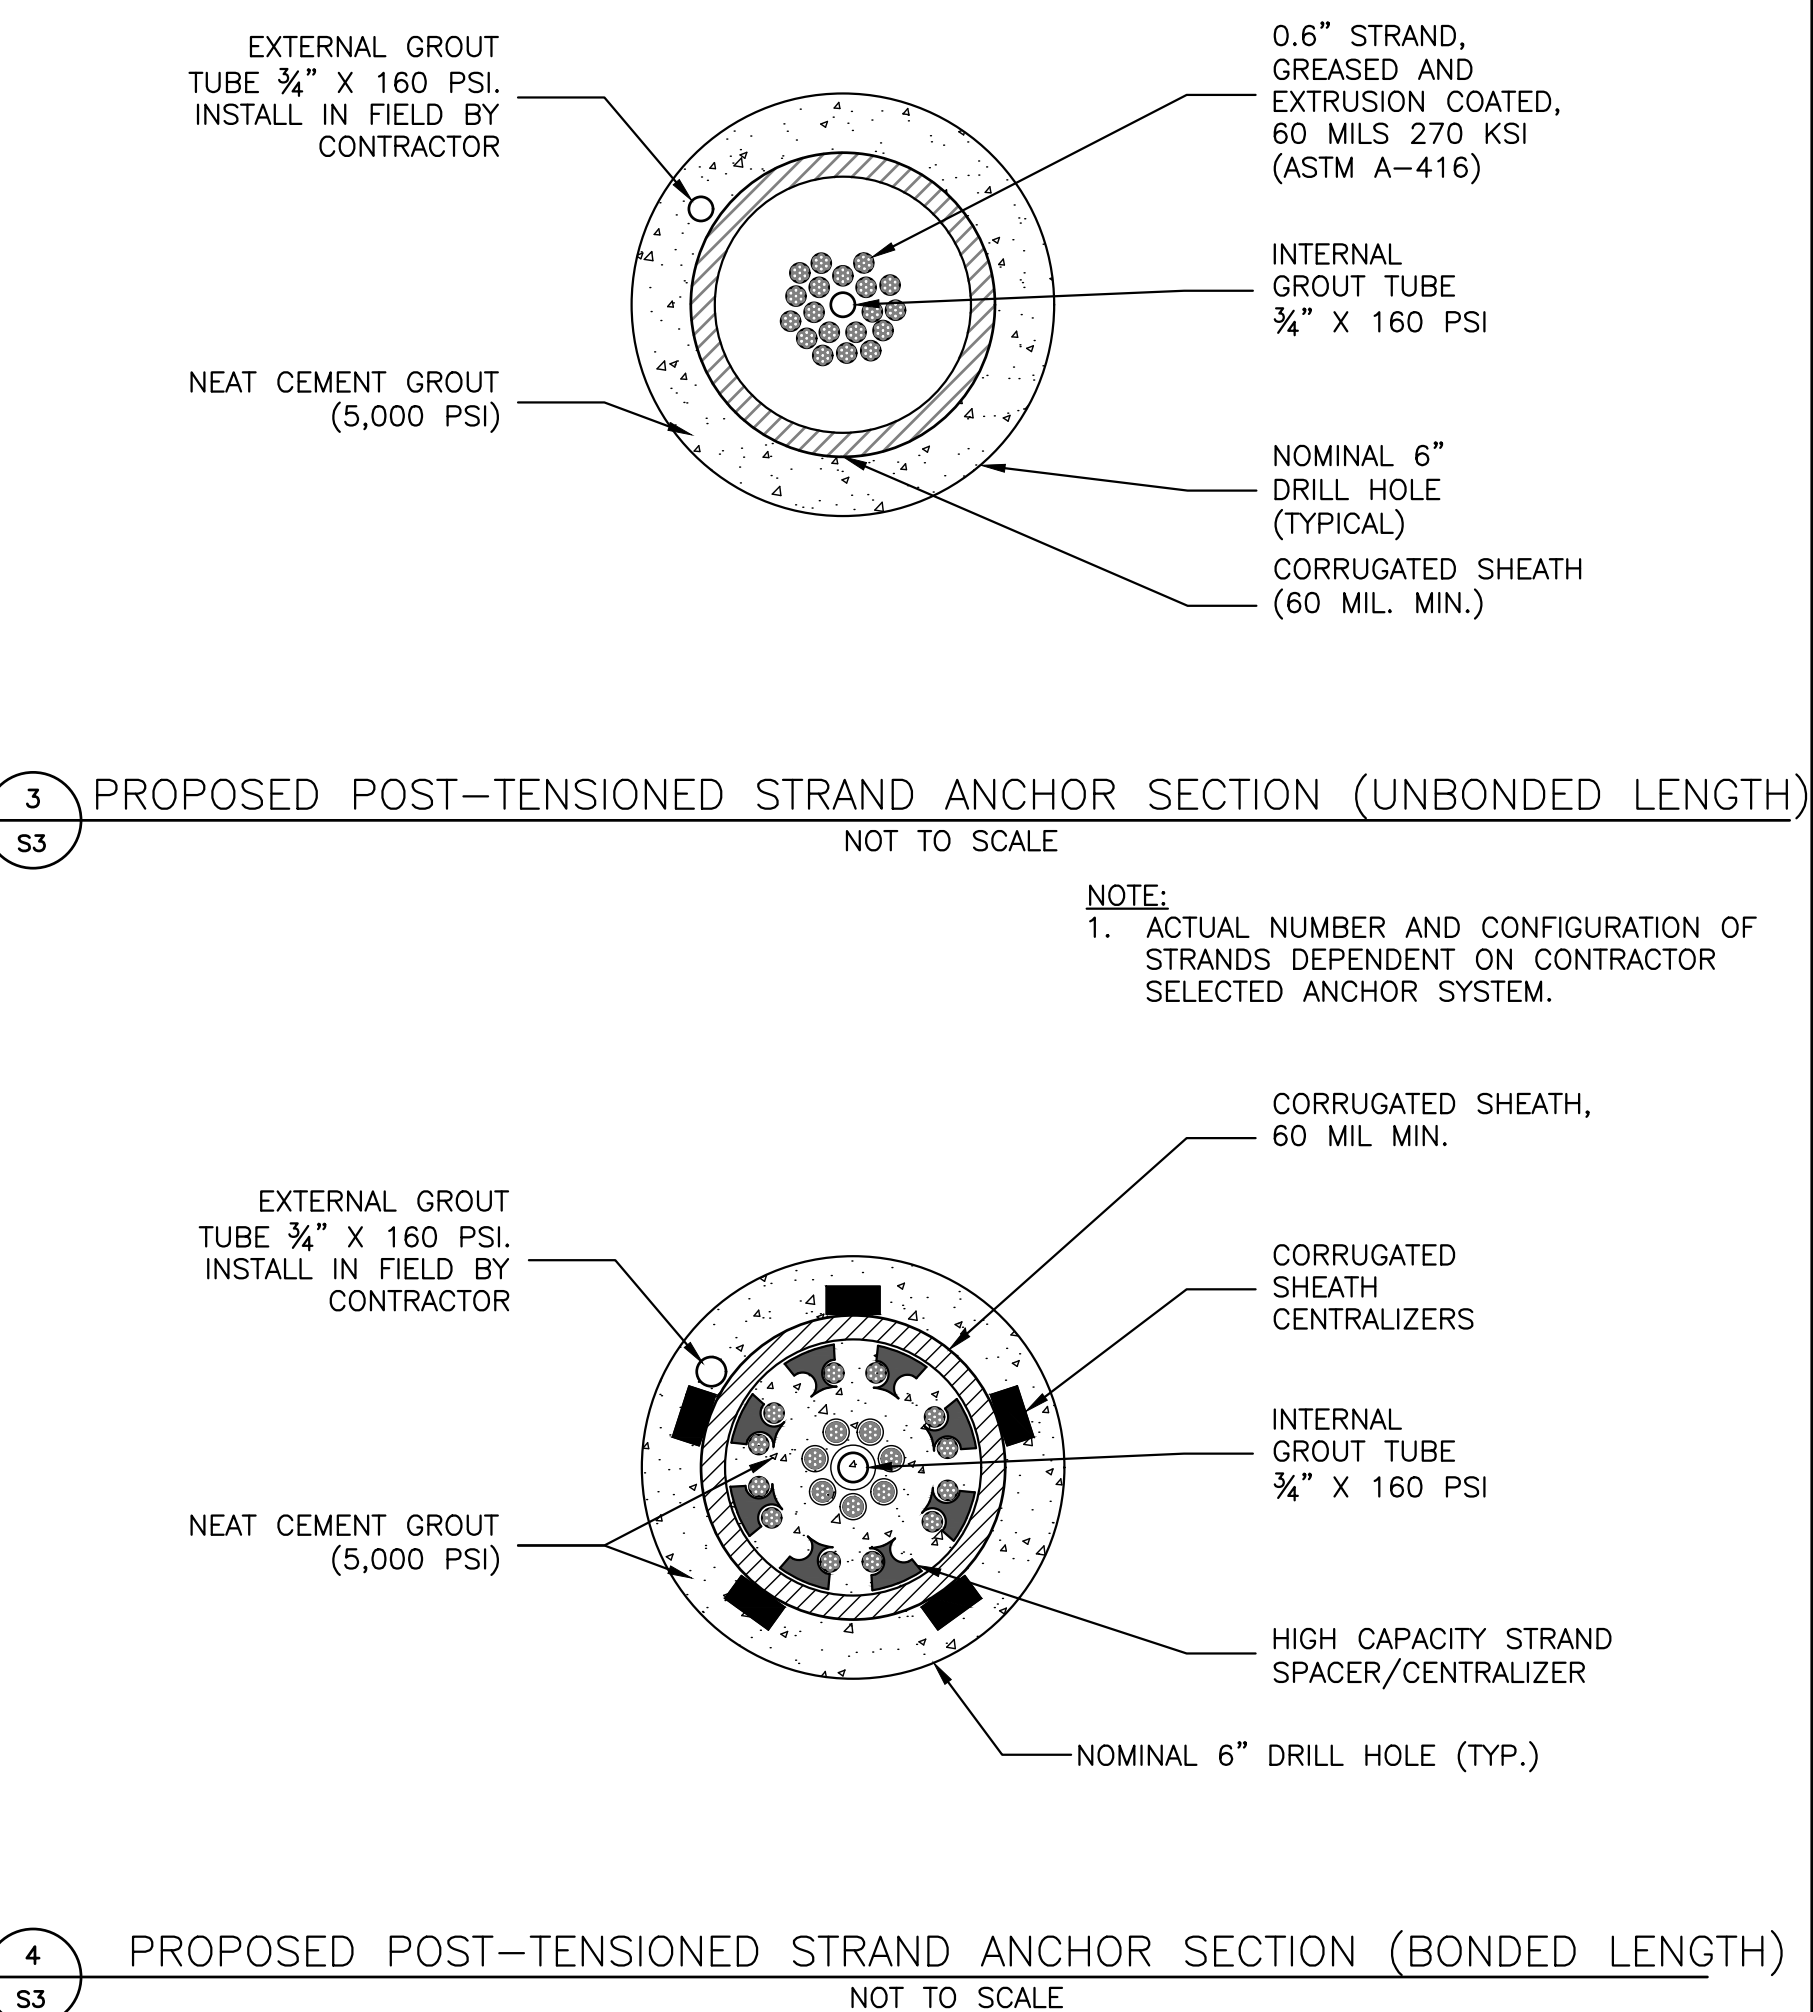 EXTERNAL GROUT
TUBE ¾" X 160 PSI.
INSTALL IN FIELD BY
CONTRACTOR
NEAT CEMENT GROUT
(5,000 PSI)
0.6" STRAND,
GREASED AND
EXTRUSION COATED,
60 MILS 270 KSI
(ASTM A-416)
INTERNAL
GROUT TUBE
¾" X 160 PSI
NOMINAL 6"
DRILL HOLE
(TYPICAL)
CORRUGATED SHEATH
(60 MIL. MIN.)
3
S3
PROPOSED POST-TENSIONED STRAND ANCHOR SECTION (UNBONDED LENGTH)
NOT TO SCALE
NOTE:
1. ACTUAL NUMBER AND CONFIGURATION OF
STRANDS DEPENDENT ON CONTRACTOR
SELECTED ANCHOR SYSTEM.
EXTERNAL GROUT
TUBE ¾" X 160 PSI.
INSTALL IN FIELD BY
CONTRACTOR
NEAT CEMENT GROUT
(5,000 PSI)
CORRUGATED SHEATH,
60 MIL MIN.
CORRUGATED
SHEATH
CENTRALIZERS
INTERNAL
GROUT TUBE
¾" X 160 PSI
HIGH CAPACITY STRAND
SPACER/CENTRALIZER
NOMINAL 6" DRILL HOLE (TYP.)
4
S3
PROPOSED POST-TENSIONED STRAND ANCHOR SECTION (BONDED LENGTH)
NOT TO SCALE